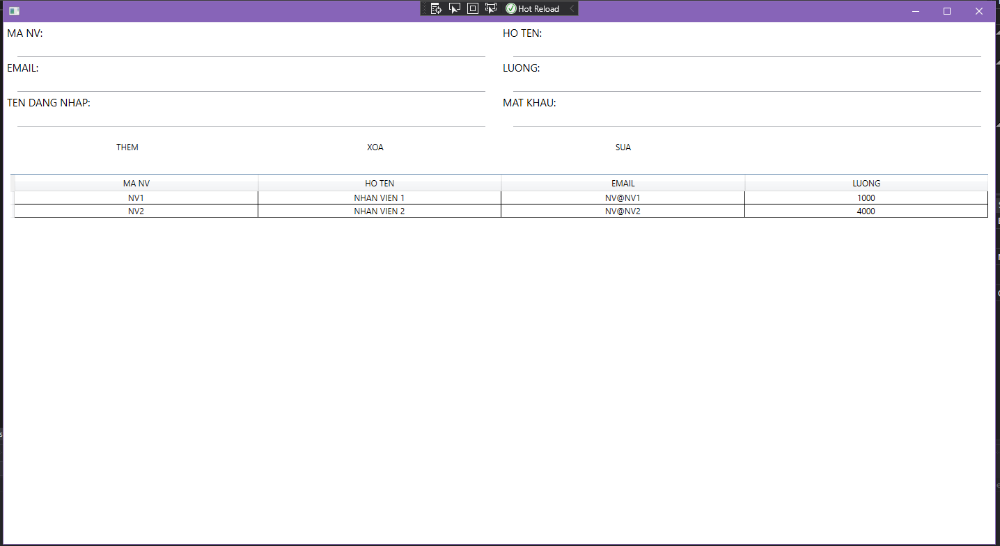 Hot Reload
MA NV: HO TEN:
EMAIL: LUONG:
TEN DANG NHAP: MAT KHAU:
THEM XOA SUA
MA NV HO TEN EMAIL LUONG
NV1 NHAN VIEN 1 NV@NV1 1000
NV2 NHAN VIEN 2 NV@NV2 4000